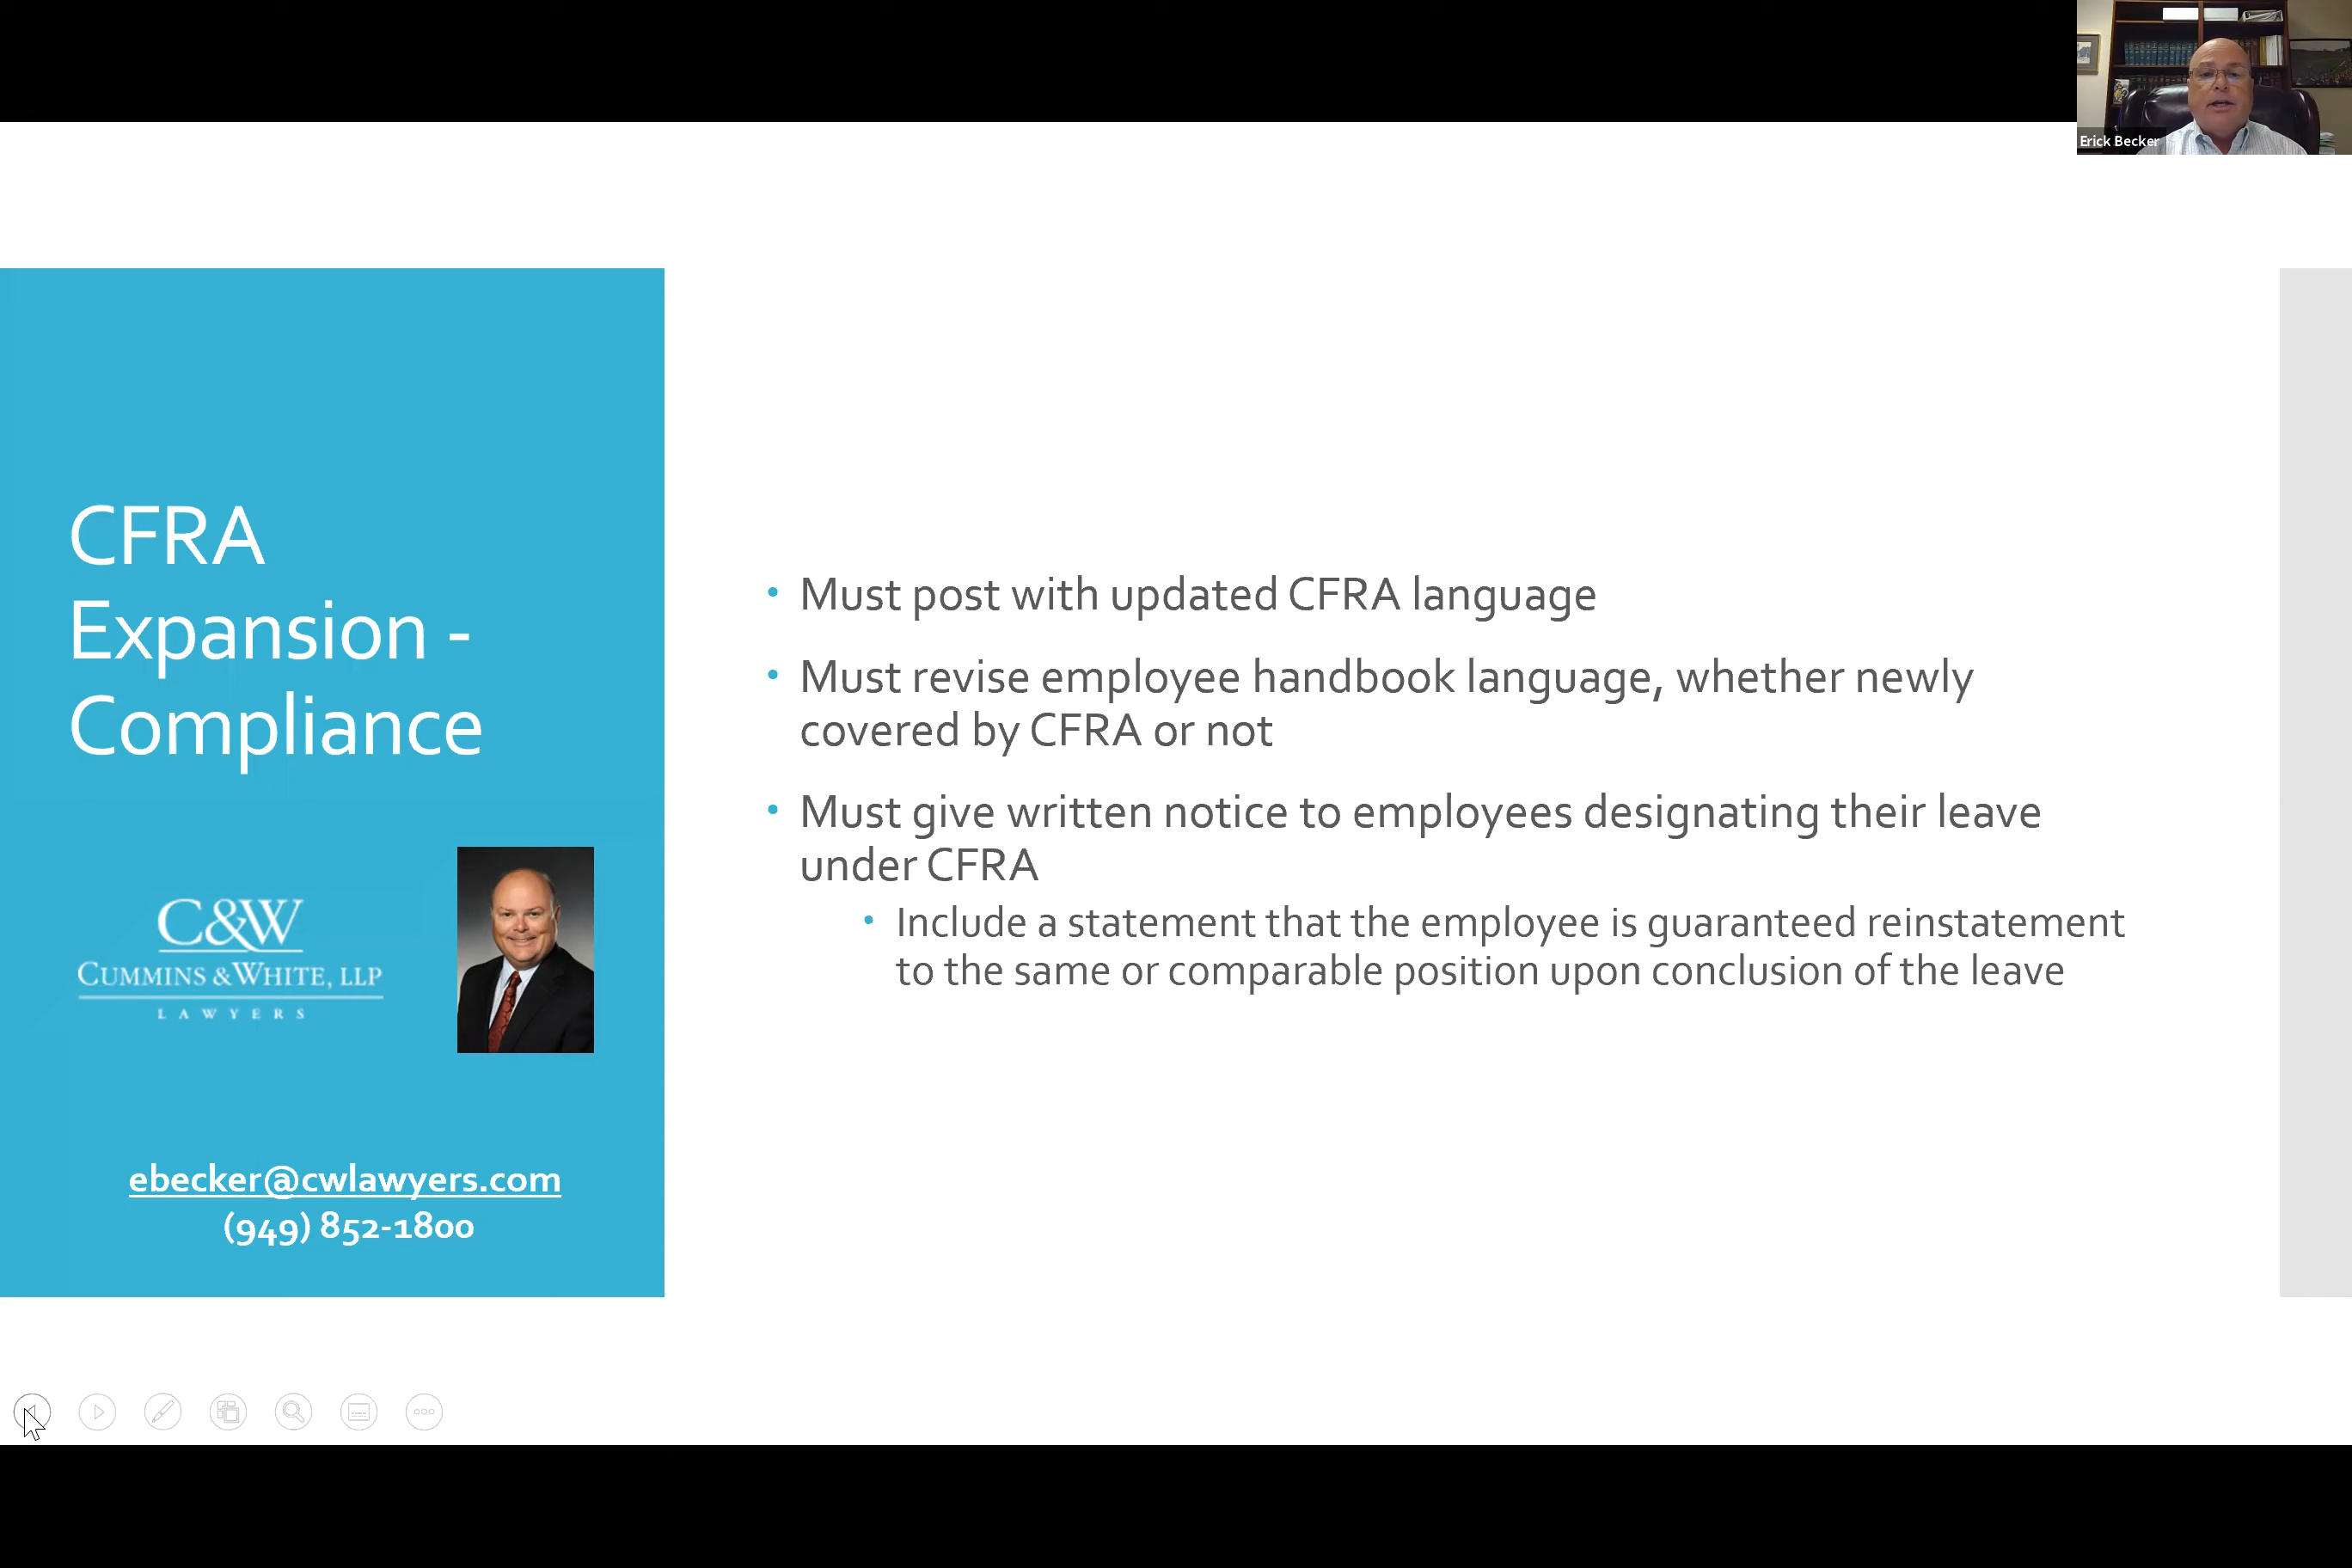 Erick Becker
CFRA
Expansion -
Compliance
C&W
CUMMINS & WHITE, LLP
LAWYERS
ebecker@cwlawyers.com
(949) 852-1800
• Must post with updated CFRA language
• Must revise employee handbook language, whether newly
covered by CFRA or not
• Must give written notice to employees designating their leave
under CFRA
• Include a statement that the employee is guaranteed reinstatement
to the same or comparable position upon conclusion of the leave